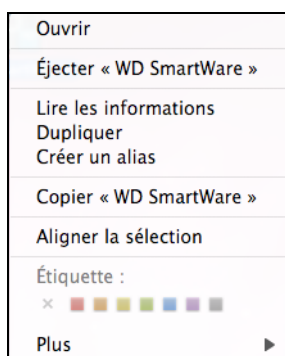 Ouvrir
Éjecter « WD SmartWare »
Lire les informations
Dupliquer
Créer un alias
Copier « WD SmartWare »
Aligner la sélection
Étiquette :
×
Plus